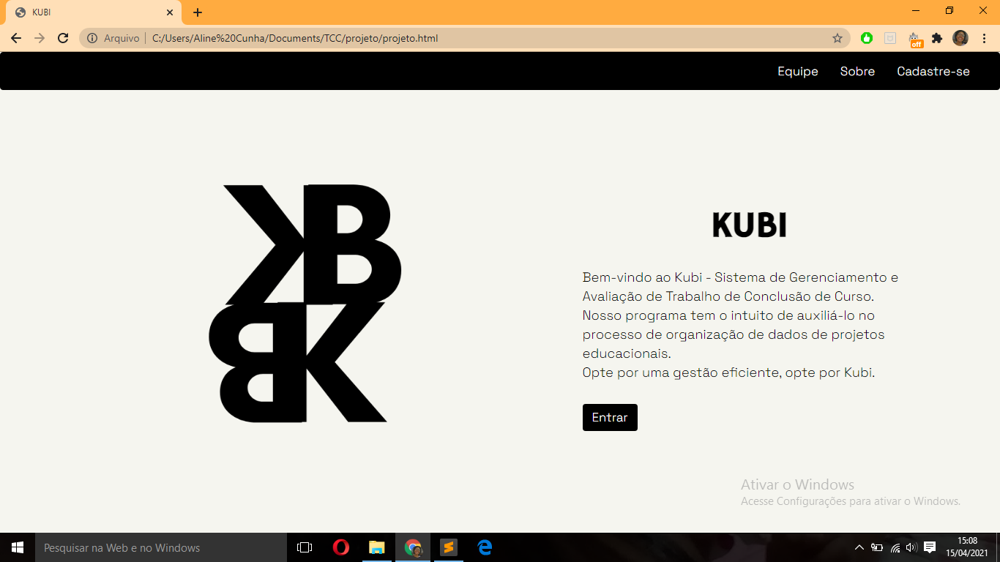 KUBI
Arquivo
C:/Users/Aline%20Cunha/Documents/TCC/projeto/projeto.html
off
Equipe Sobre Cadastre-se
KB
KUBI
Bem-vindo ao Kubi - Sistema de Gerenciamento e
Avaliação de Trabalho de Conclusão de Curso.
Nosso programa tem o intuito de auxiliá-lo no
processo de organização de dados de projetos
educacionais.
Opte por uma gestão eficiente, opte por Kubi.
Entrar
Ativar o Windows
Acesse Configurações para ativar o Windows.
Pesquisar na Web e no Windows
15:08
15/04/2021